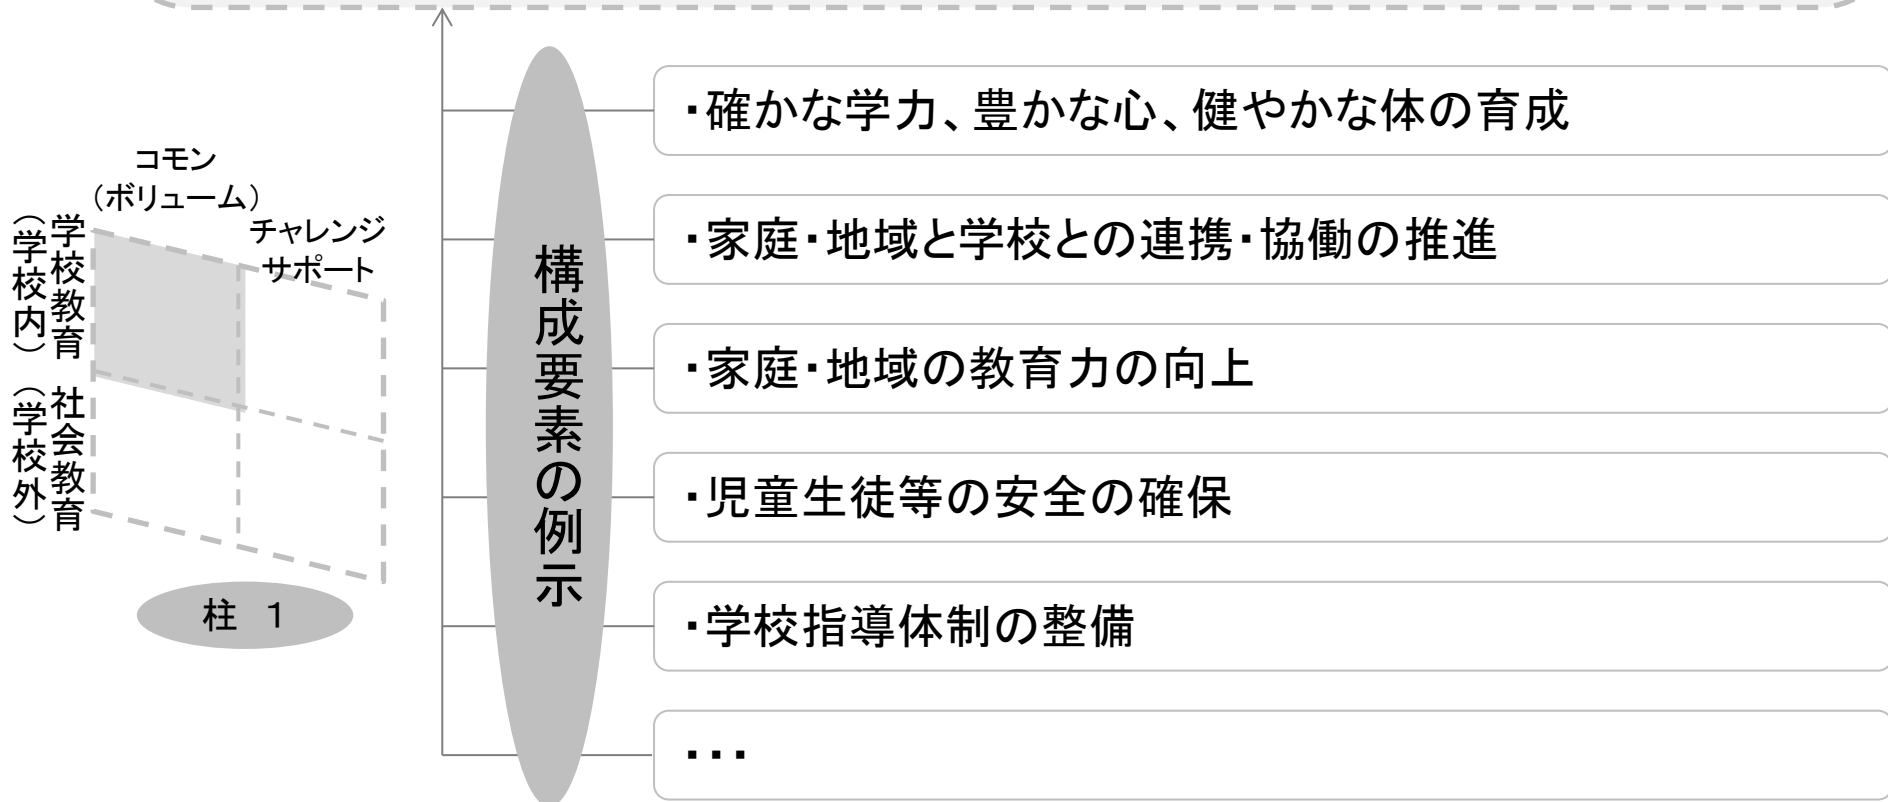 コモン
（ボリューム）
チャレンジ
サポート
学校教育
（学校内）
社会教育
（学校外）
柱　1
構成要素の例示
・確かな学力、豊かな心、健やかな体の育成
・家庭・地域と学校との連携・協働の推進
・家庭・地域の教育力の向上
・児童生徒等の安全の確保
・学校指導体制の整備
・・・